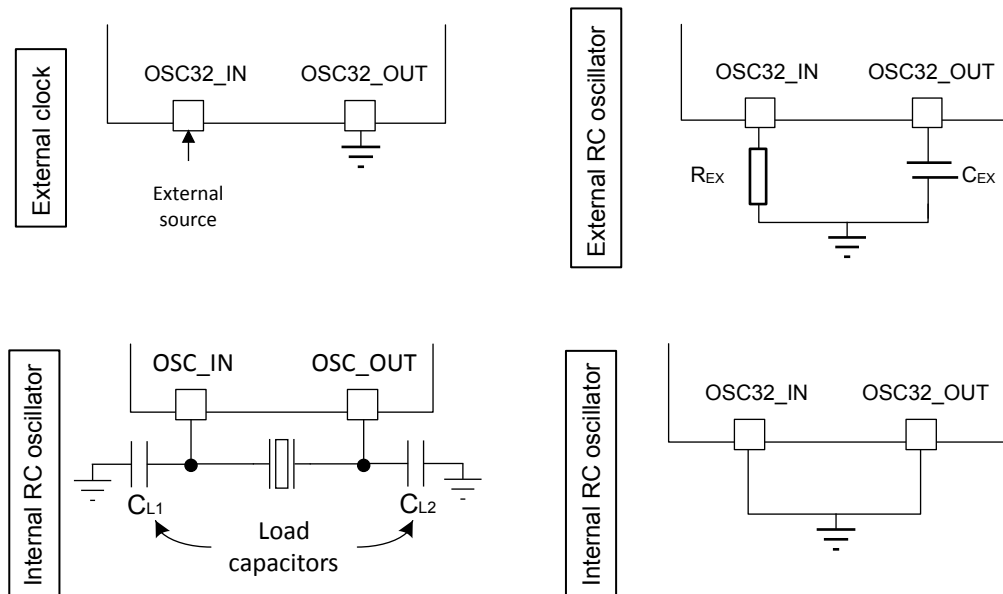 External clock
OSC32_IN
OSC32_OUT
External
source
External RC oscillator
OSC32_IN
OSC32_OUT
REX
CEX
Internal RC oscillator
OSC_IN
OSC_OUT
CL1
CL2
Load
capacitors
Internal RC oscillator
OSC32_IN
OSC32_OUT